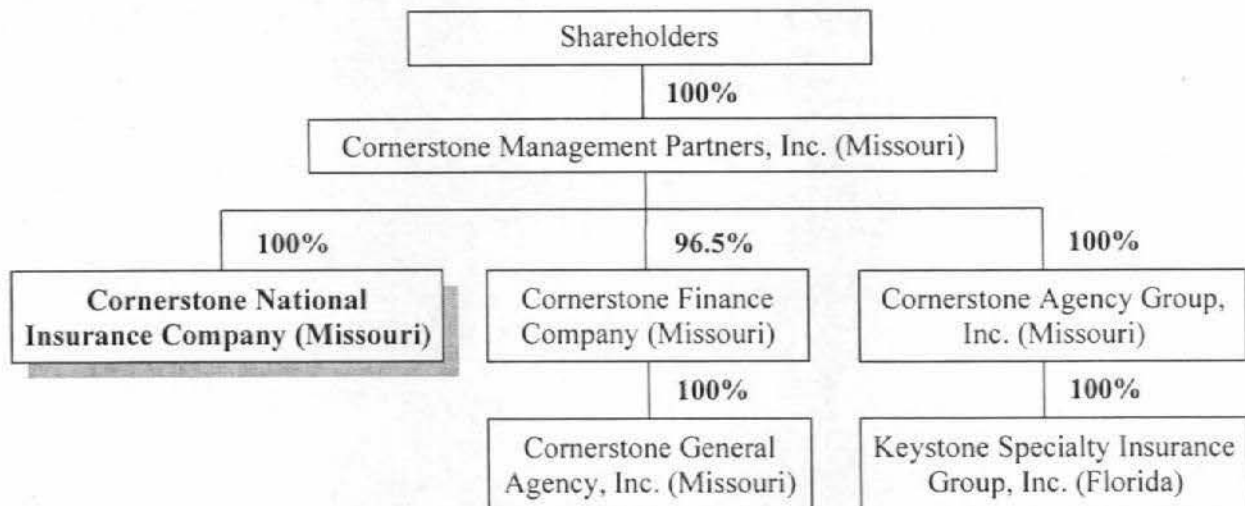 Shareholders
100%
Cornerstone Management Partners, Inc. (Missouri)
100%
96.5%
100%
Cornerstone National
Insurance Company (Missouri)
Cornerstone Finance
Company (Missouri)
Cornerstone Agency Group,
Inc. (Missouri)
100%
100%
Cornerstone General
Agency, Inc. (Missouri)
Keystone Specialty Insurance
Group, Inc. (Florida)